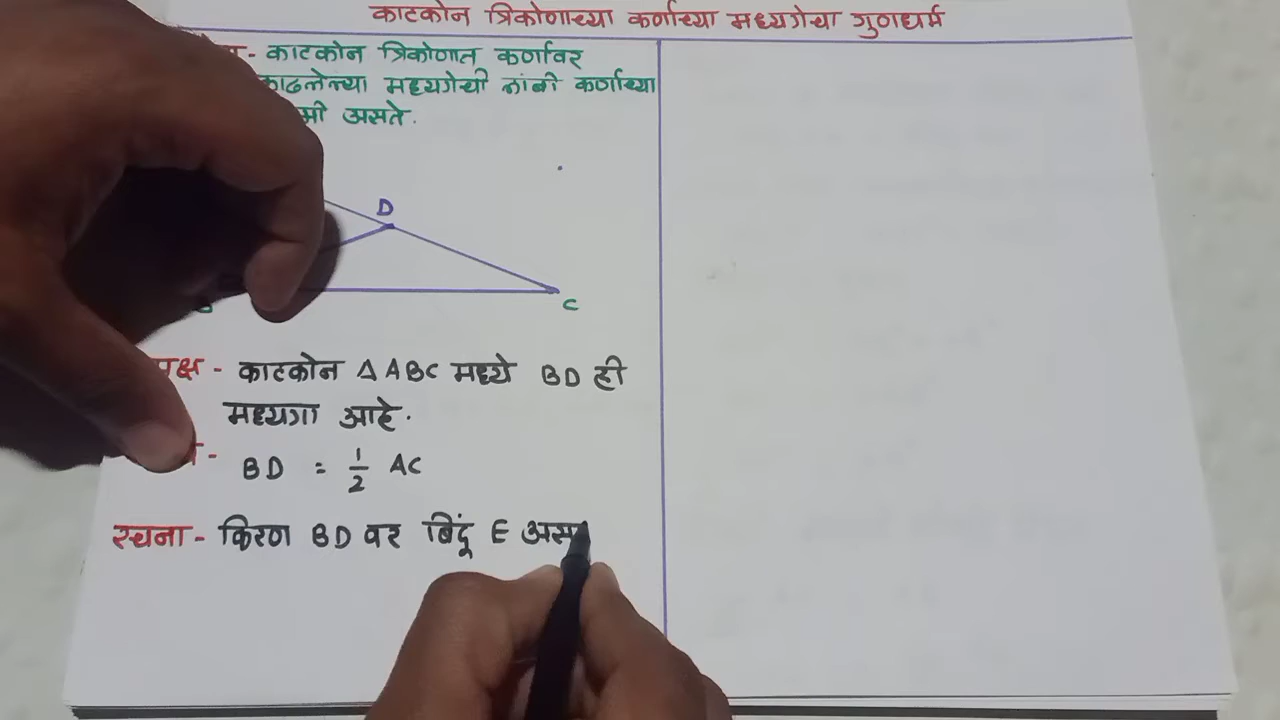 काटकोन त्रिकोणाच्या कर्णाच्या मध्यगेचा गुणधर्म
- काटकोन त्रिकोणात कर्णावर
काढलेल्या मध्यगेची लांबी कर्णाच्या
असते.
D
C
पक्ष - काटकोन Δ ABC मध्ये BD ही
मध्यगा आहे.
- BD = 1/2 AC
रचना - किरण BD वर बिंदू E अस